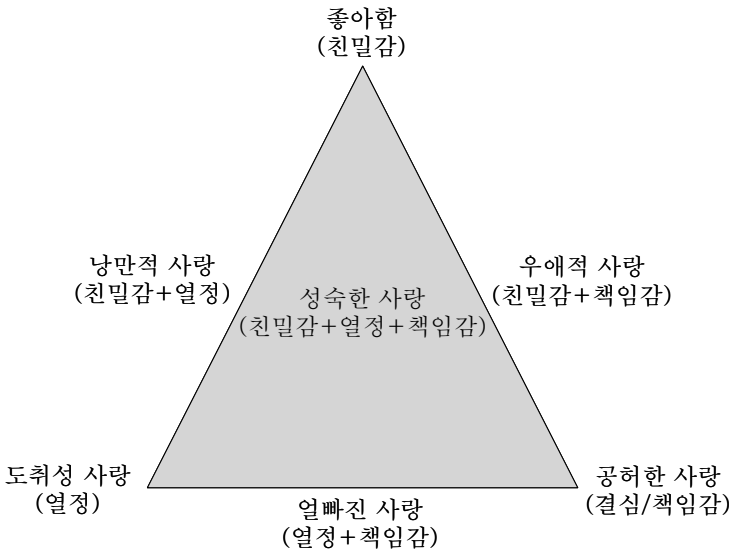 좋아함
(친밀감)
낭만적 사랑
(친밀감+열정)
우애적 사랑
(친밀감+책임감)
성숙한 사랑
(친밀감+열정+책임감)
도취성 사랑
(열정)
공허한 사랑
(결심/책임감)
얼빠진 사랑
(열정+책임감)